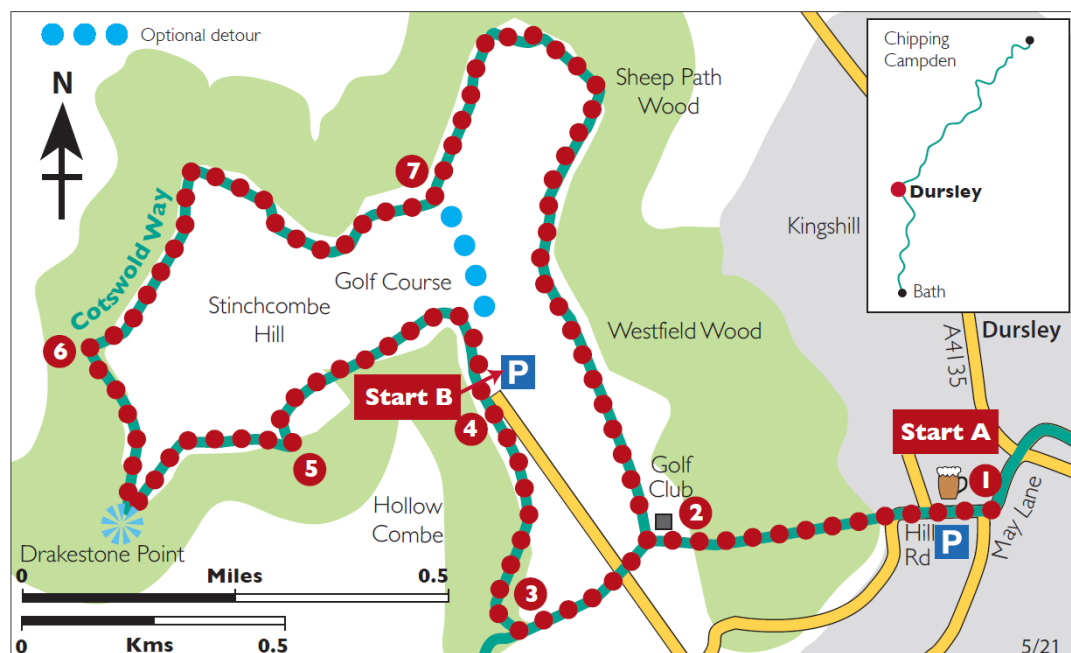 Optional detour
N
Sheep Path
Wood
Chipping
Campden
Dursley
Bath
Kingshill
7
Cotswold Way
Golf Course
Stinchcombe
Hill
6
Westfield Wood
Dursley
A4135
P
Start B
4
Start A
5
1
Golf
Club
2
Hollow
Combe
Hill
Rd
P
May Lane
Drakestone Point
0 Miles 0.5
3
0 Kms 0.5
5/21